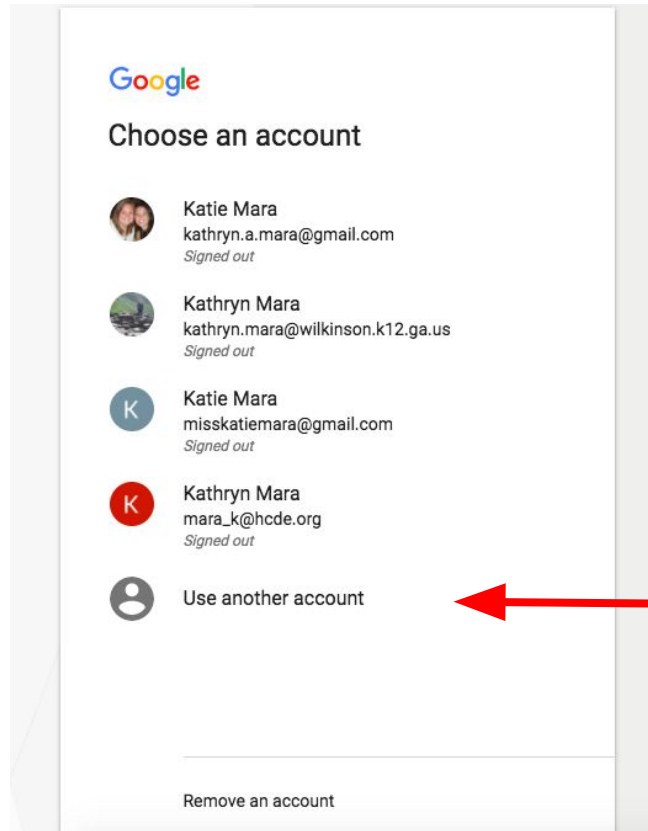 Google
Choose an account
Katie Mara
kathryn.a.mara@gmail.com
Signed out
Kathryn Mara
kathryn.mara@wilkinson.k12.ga.us
Signed out
K
Katie Mara
misskatiemara@gmail.com
Signed out
K
Kathryn Mara
mara_k@hcde.org
Signed out
Use another account
Remove an account